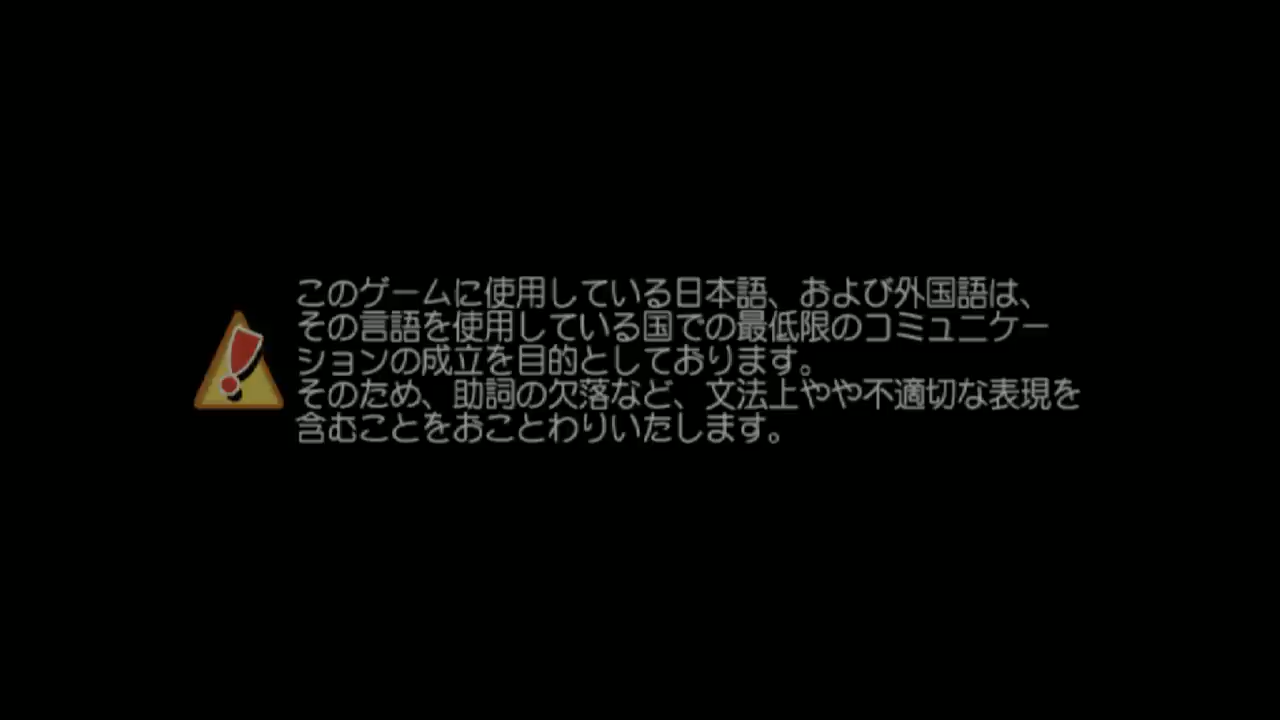 このゲームに使用している日本語、および外国語は、
その言語を使用している国での最低限のコミュニケー
ションの成立を目的としております。
そのため、助詞の欠落など、文法上やや不適切な表現を
含むことをおことわりいたします。